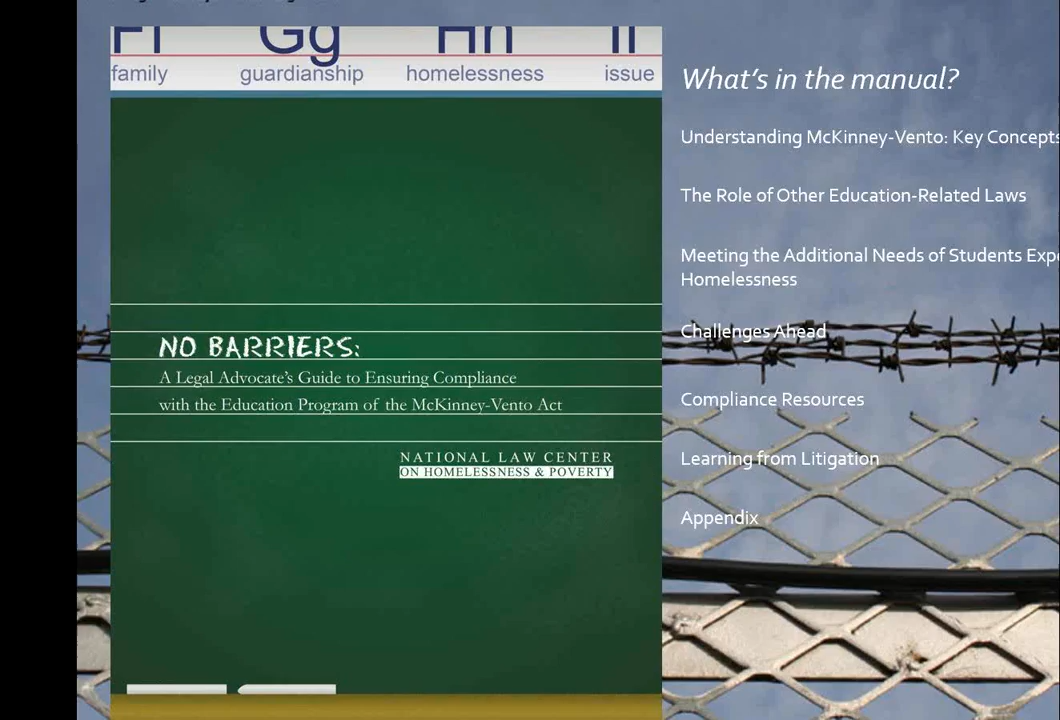 Ff Gg Hh Ii
family guardianship homelessness issue
What's in the manual?
Understanding McKinney-Vento: Key Concepts
The Role of Other Education-Related Laws
Meeting the Additional Needs of Students
Homelessness
Challenges Ahead
Compliance Resources
Learning from Litigation
Appendix
NO BARRIERS:
A Legal Advocate's Guide to Ensuring Compliance
with the Education Program of the McKinney-Vento Act
NATIONAL LAW CENTER
ON HOMELESSNESS & POVERTY